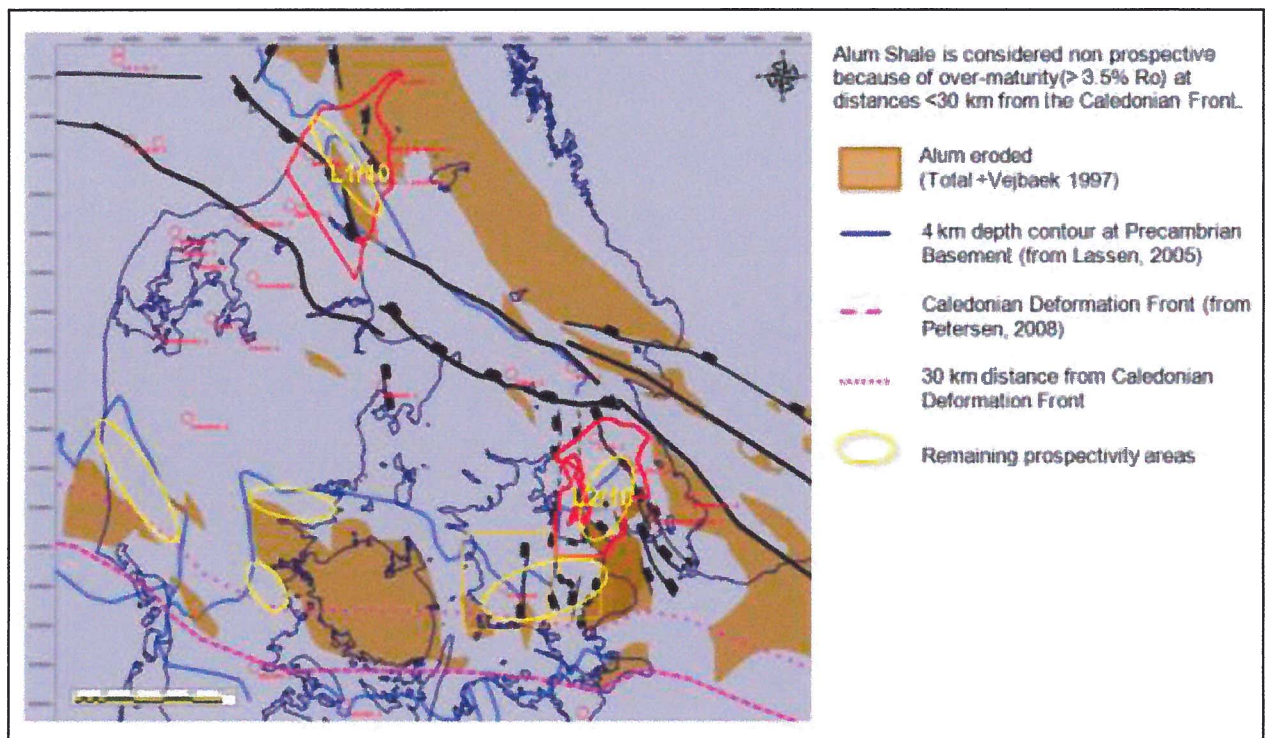 Alum Shale is considered non prospective
because of over-maturity(> 3.5% Ro) at
distances <30 km from the Caledonian Front.
Alum eroded
(Total +Vejbaek 1997)
4 km depth contour at Precambrian
Basement (from Lassen, 2005)
Caledonian Deformation Front (from
Petersen, 2008)
30 km distance from Caledonian
Deformation Front
Remaining prospectivity areas
L1/10
L2/10